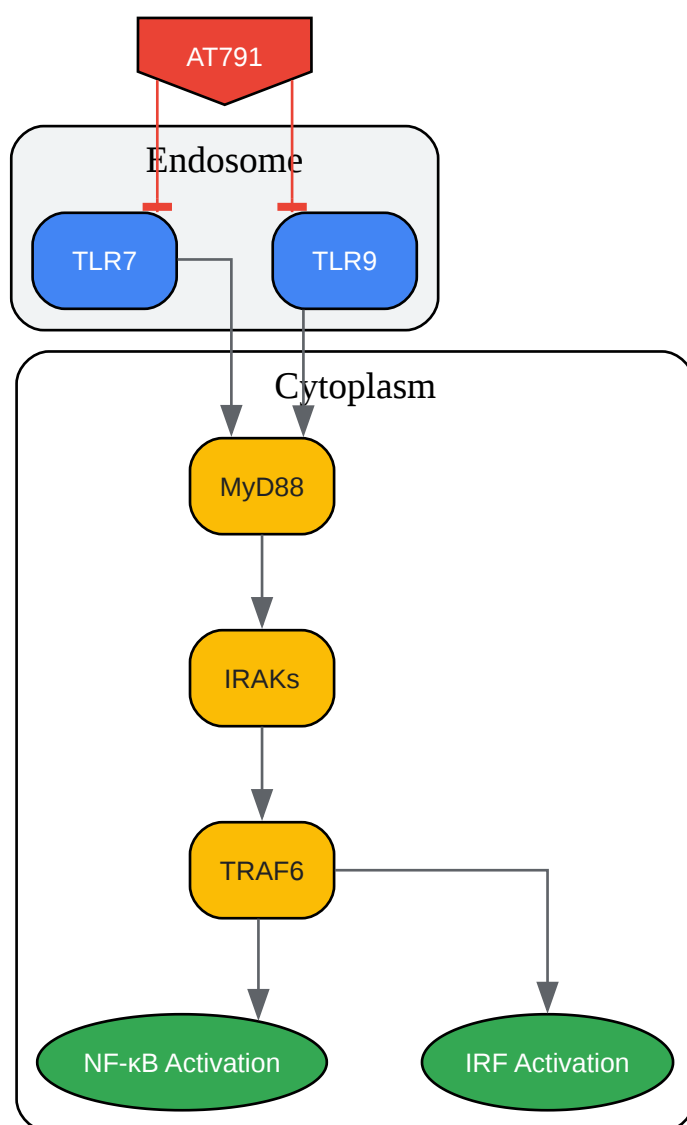 AT791
Endosome
TLR7
TLR9
Cytoplasm
MyD88
IRAKs
TRAF6
NF-κB Activation
IRF Activation